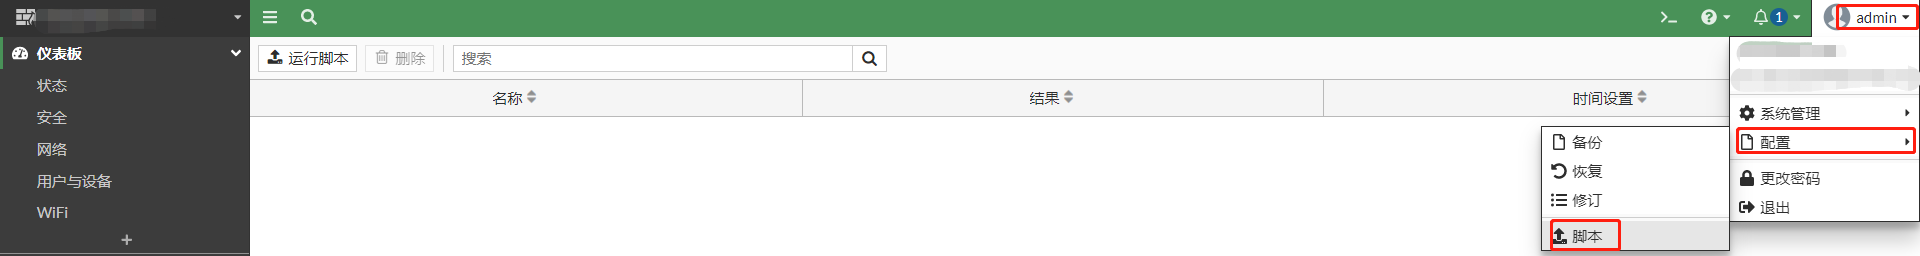 1
admin
仪表板
运行脚本
删除
搜索
状态
名称
结果
时间设置
安全
系统管理
备份
配置
网络
恢复
用户与设备
更改密码
修订
WiFi
退出
脚本